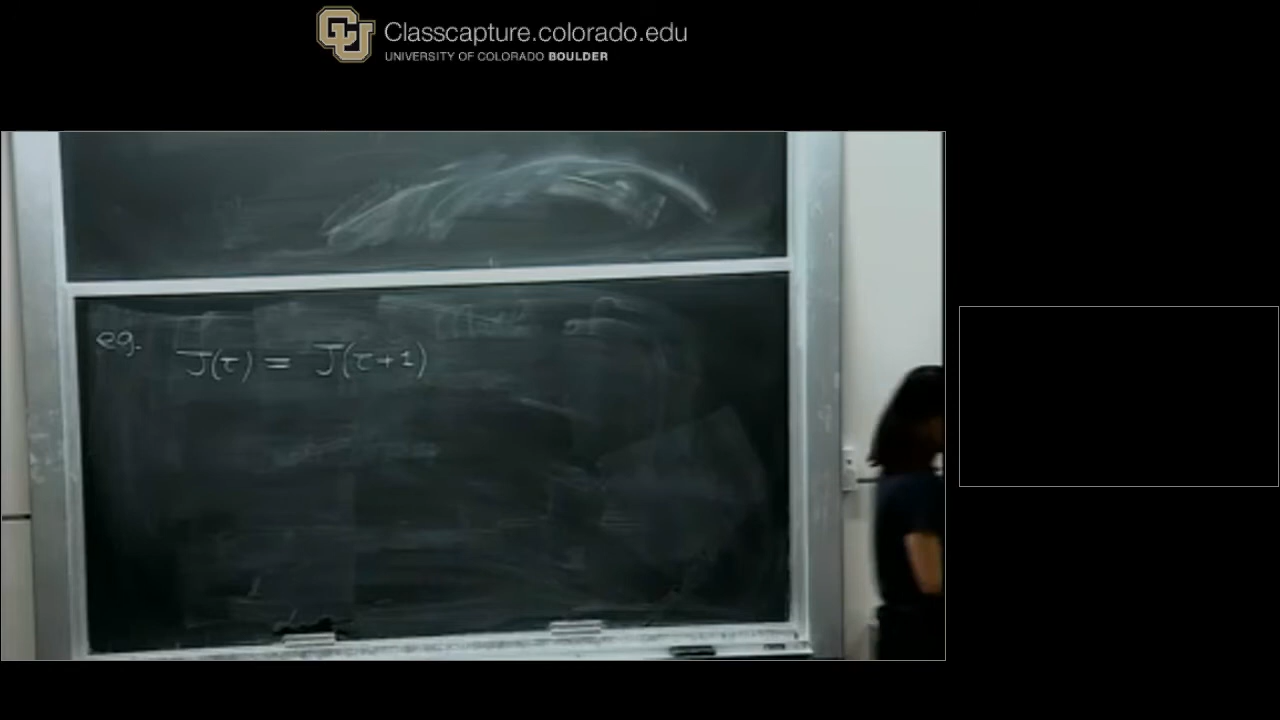 Classcapture.colorado.edu
UNIVERSITY OF COLORADO BOULDER
eg.
J(τ) = J(τ+1)